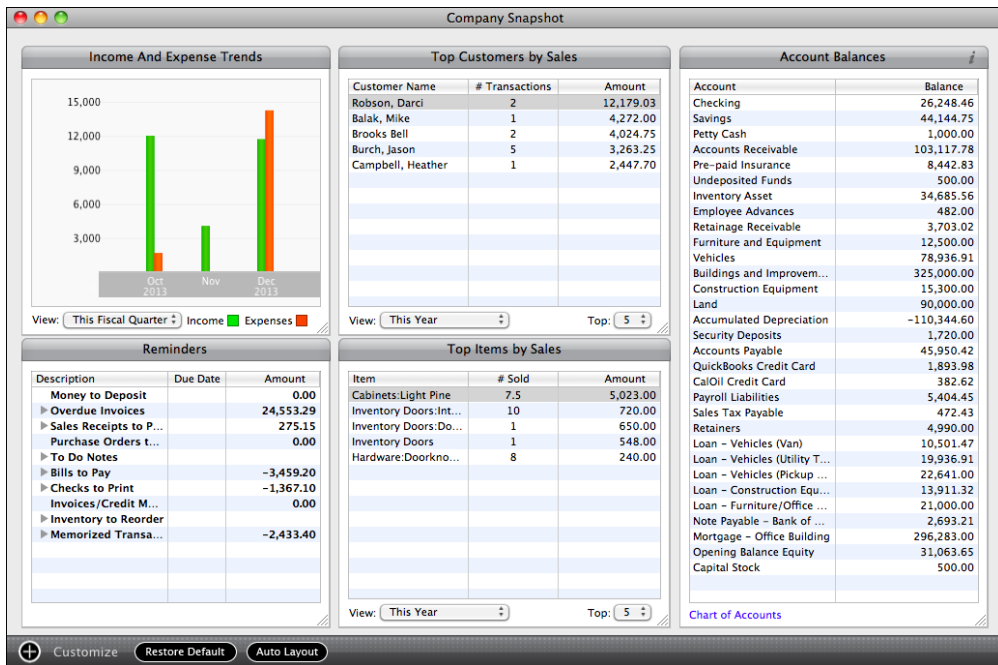 Company Snapshot
Income And Expense Trends
15,000
12,000
9,000
6,000
3,000
Oct Nov Dec
2013 2013
View: This Fiscal Quarter Income Expenses
Top Customers by Sales
Customer Name # Transactions Amount
Robson, Darci 2 12,179.03
Balak, Mike 1 4,272.00
Brooks Bell 2 4,024.75
Burch, Jason 5 3,263.25
Campbell, Heather 1 2,447.70
View: This Year Top: 5
Account Balances i
Account Balance
Checking 26,248.46
Savings 44,144.75
Petty Cash 1,000.00
Accounts Receivable 103,117.78
Pre-paid Insurance 8,442.83
Undeposited Funds 500.00
Inventory Asset 34,685.56
Employee Advances 482.00
Retainage Receivable 3,703.02
Furniture and Equipment 12,500.00
Vehicles 78,936.91
Buildings and Improvem... 325,000.00
Construction Equipment 15,300.00
Land 90,000.00
Accumulated Depreciation -110,344.60
Security Deposits 1,720.00
Accounts Payable 45,950.42
QuickBooks Credit Card 1,893.98
CalOil Credit Card 382.62
Payroll Liabilities 5,404.45
Sales Tax Payable 472.43
Retainers 4,990.00
Loan - Vehicles (Van) 10,501.47
Loan - Vehicles (Utility T... 19,936.91
Loan - Vehicles (Pickup ... 22,641.00
Loan - Construction Equ... 13,911.32
Loan - Furniture/Office ... 21,000.00
Note Payable - Bank of ... 2,693.21
Mortgage - Office Building 296,283.00
Opening Balance Equity 31,063.65
Capital Stock 500.00
Chart of Accounts
Reminders
Description Due Date Amount
Money to Deposit 0.00
Overdue Invoices 24,553.29
Sales Receipts to P... 275.15
Purchase Orders t... 0.00
To Do Notes
Bills to Pay -3,459.20
Checks to Print -1,367.10
Invoices/Credit M... 0.00
Inventory to Reorder
Memorized Transa... -2,433.40
Top Items by Sales
Item # Sold Amount
Cabinets:Light Pine 7.5 5,023.00
Inventory Doors:Int... 10 720.00
Inventory Doors:Do... 1 650.00
Inventory Doors 1 548.00
Hardware:Doorkno... 8 240.00
View: This Year Top: 5
Customize Restore Default Auto Layout